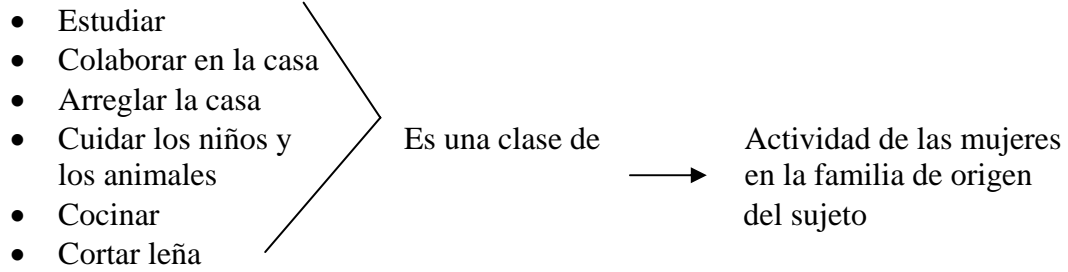 • Estudiar
• Colaborar en la casa
• Arreglar la casa
• Cuidar los niños y
los animales
• Cocinar
• Cortar leña
Es una clase de
Actividad de las mujeres
en la familia de origen
del sujeto